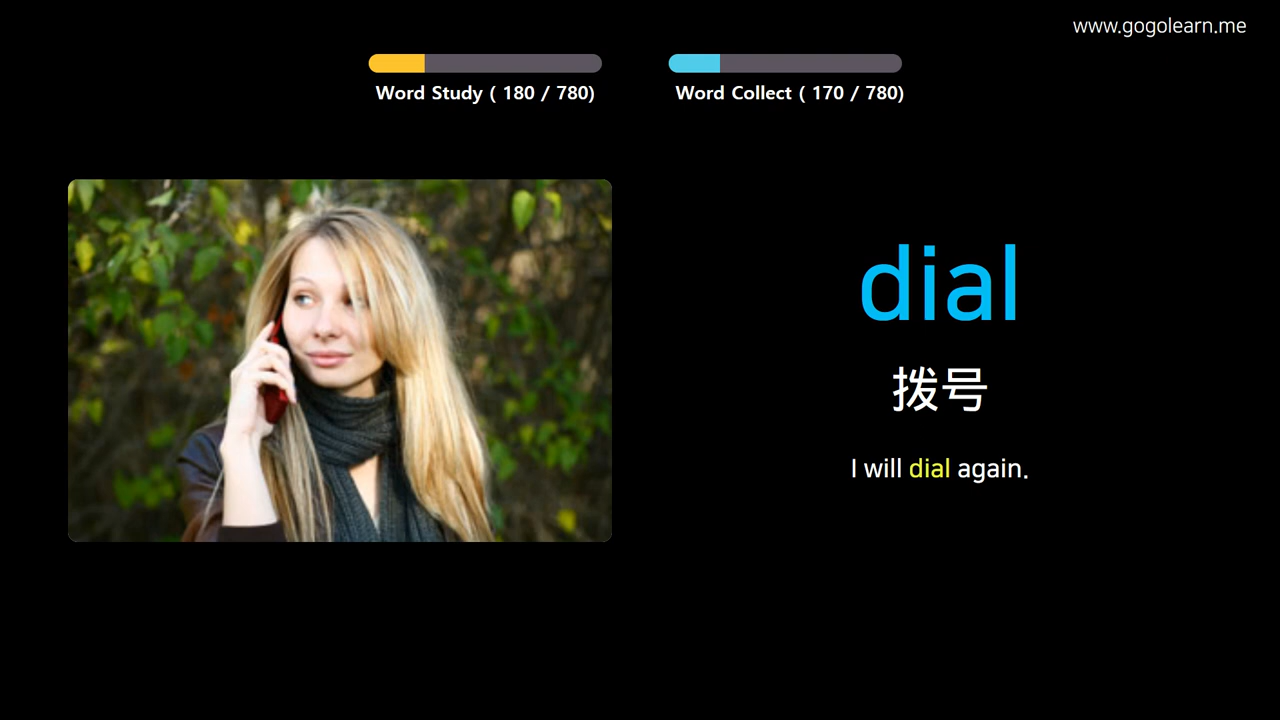 www.gogolearn.me
Word Study ( 180 / 780)
Word Collect ( 170 / 780)
dial
拨号
I will dial again.